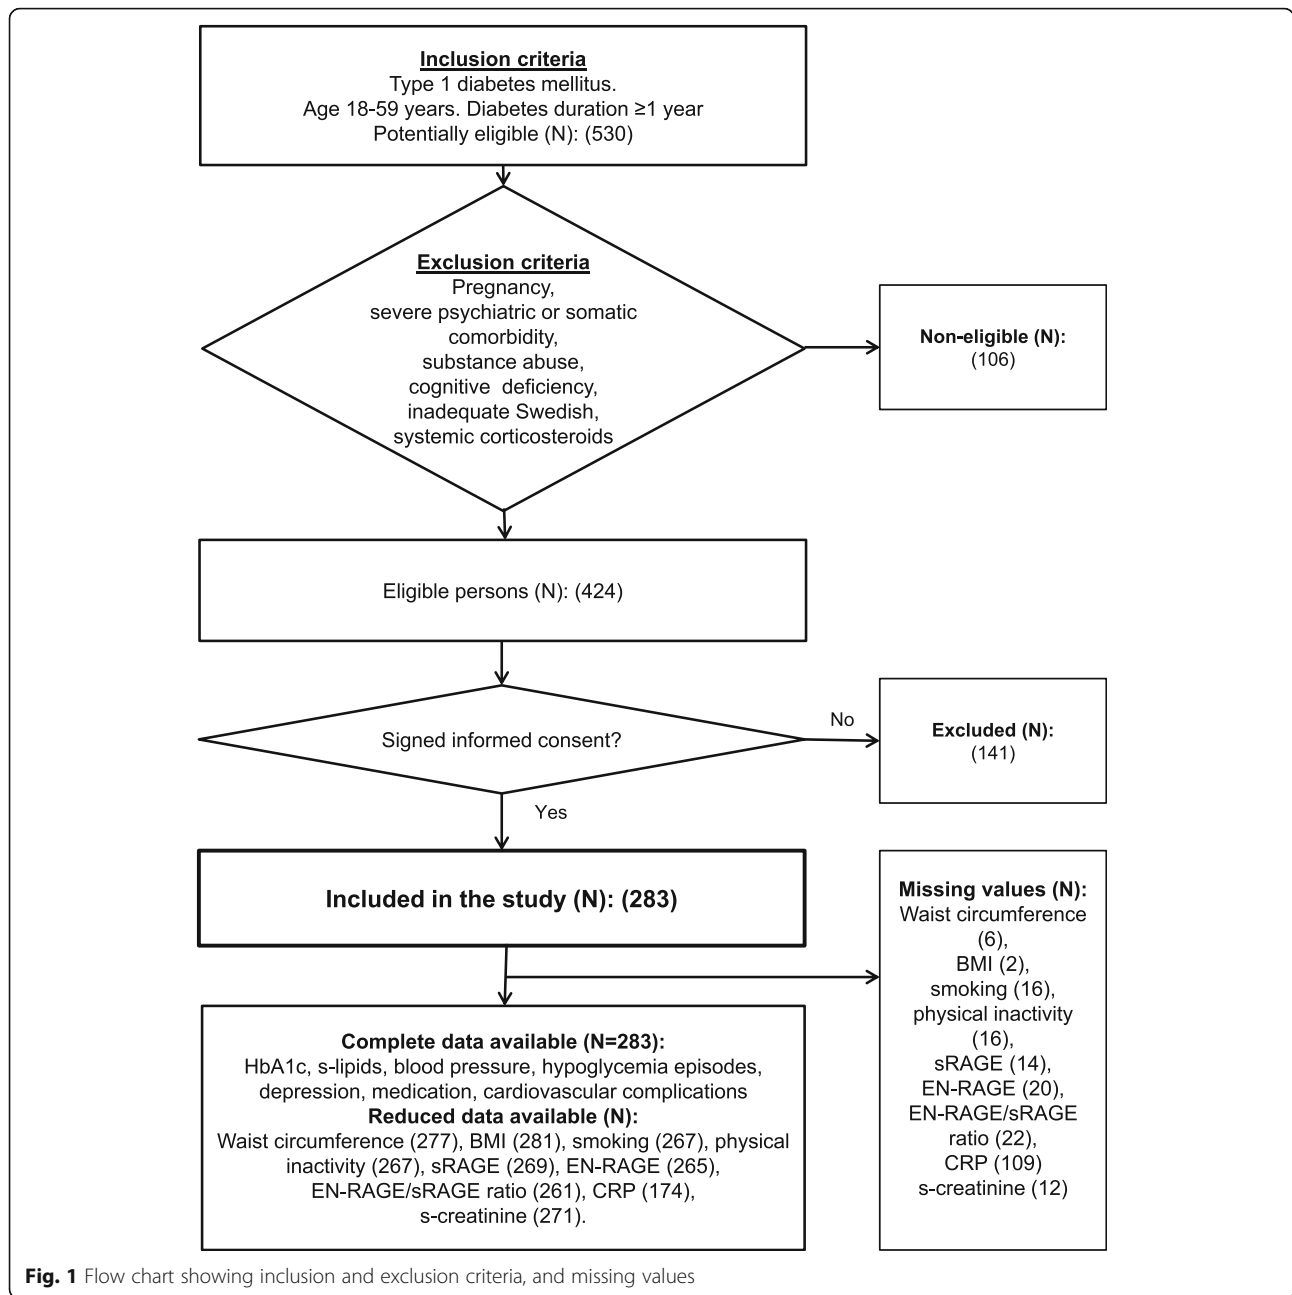 Inclusion criteria
Type 1 diabetes mellitus.
Age 18-59 years. Diabetes duration ≥1 year
Potentially eligible (N): (530)
Exclusion criteria
Pregnancy,
severe psychiatric or somatic
comorbidity,
substance abuse,
cognitive deficiency,
inadequate Swedish,
systemic corticosteroids
Non-eligible (N):
(106)
Eligible persons (N): (424)
Signed informed consent?
No
Excluded (N):
(141)
Yes
Included in the study (N): (283)
Missing values (N):
Waist circumference
(6),
BMI (2),
smoking (16),
physical inactivity
(16),
sRAGE (14),
EN-RAGE (20),
EN-RAGE/sRAGE
ratio (22),
CRP (109)
s-creatinine (12)
Complete data available (N=283):
HbA1c, s-lipids, blood pressure, hypoglycemia episodes,
depression, medication, cardiovascular complications
Reduced data available (N):
Waist circumference (277), BMI (281), smoking (267), physical
inactivity (267), sRAGE (269), EN-RAGE (265),
EN-RAGE/sRAGE ratio (261), CRP (174),
s-creatinine (271).
Fig. 1 Flow chart showing inclusion and exclusion criteria, and missing values